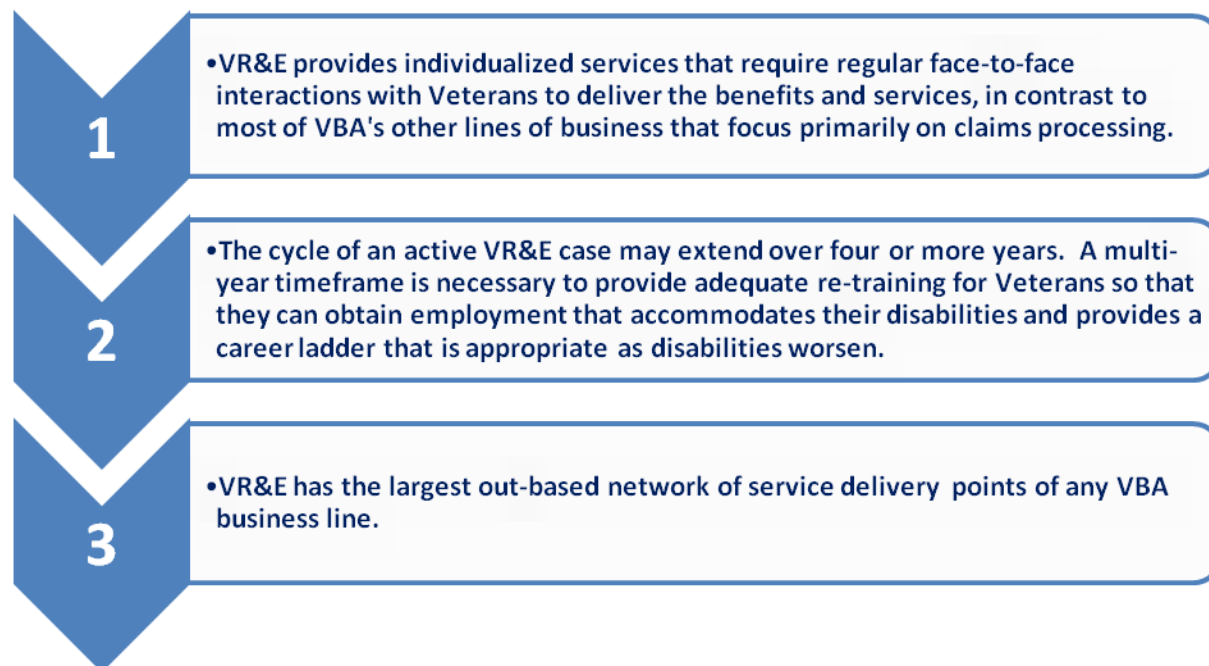 1
•VR&E provides individualized services that require regular face-to-face
interactions with Veterans to deliver the benefits and services, in contrast to
most of VBA's other lines of business that focus primarily on claims processing.
2
•The cycle of an active VR&E case may extend over four or more years.  A multi-
year timeframe is necessary to provide adequate re-training for Veterans so that
they can obtain employment that accommodates their disabilities and provides a
career ladder that is appropriate as disabilities worsen.
3
•VR&E has the largest out-based network of service delivery  points of any VBA
business line.